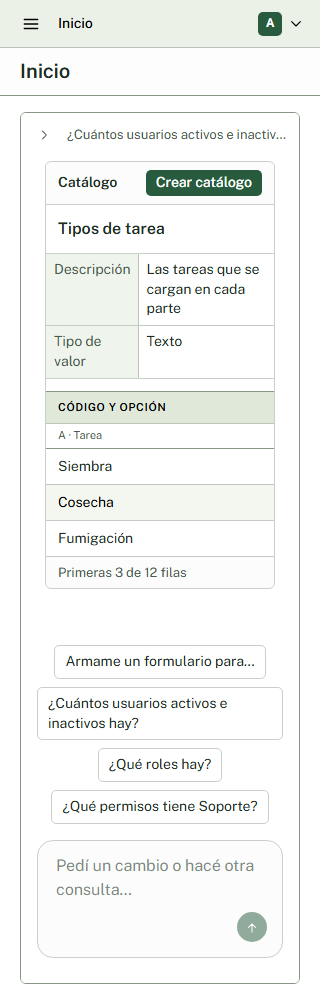 Inicio
A
Inicio
¿Cuántos usuarios activos e inactiv...
Catálogo
Crear catálogo
Tipos de tarea
Descripción
Las tareas que se
cargan en cada
parte
Tipo de
valor
Texto
CÓDIGO Y OPCIÓN
A · Tarea
Siembra
Cosecha
Fumigación
Primeras 3 de 12 filas
Armame un formulario para...
¿Cuántos usuarios activos e
inactivos hay?
¿Qué roles hay?
¿Qué permisos tiene Soporte?
Pedí un cambio o hacé otra
consulta...